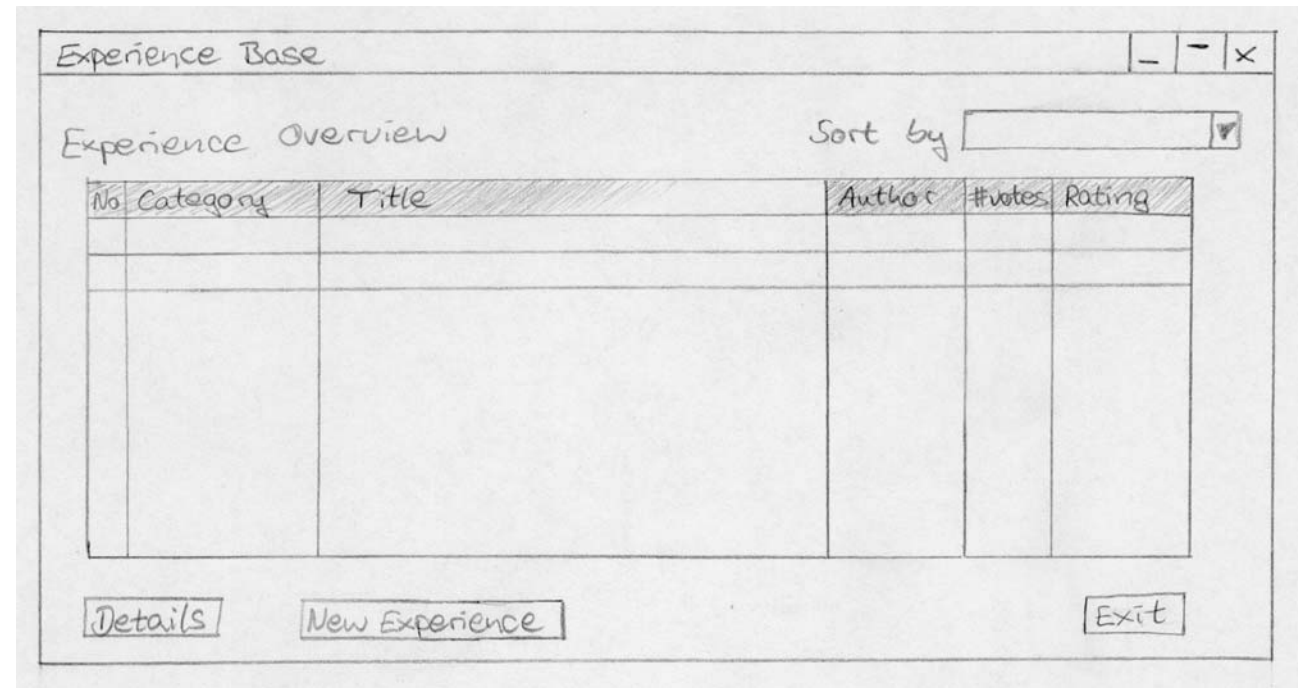 Experience Base
Experience Overview Sort by
No Category Title Author #votes Rating
Details New Experience Exit